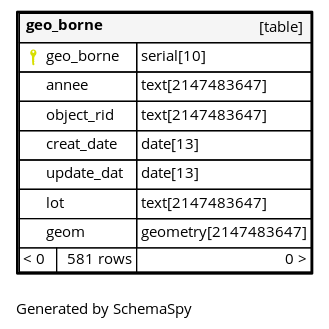 geo_borne [table]
geo_borne serial[10]
annee text[2147483647]
object_rid text[2147483647]
creat_date date[13]
update_dat date[13]
lot text[2147483647]
geom geometry[2147483647]
< 0 581 rows 0 >
Generated by SchemaSpy